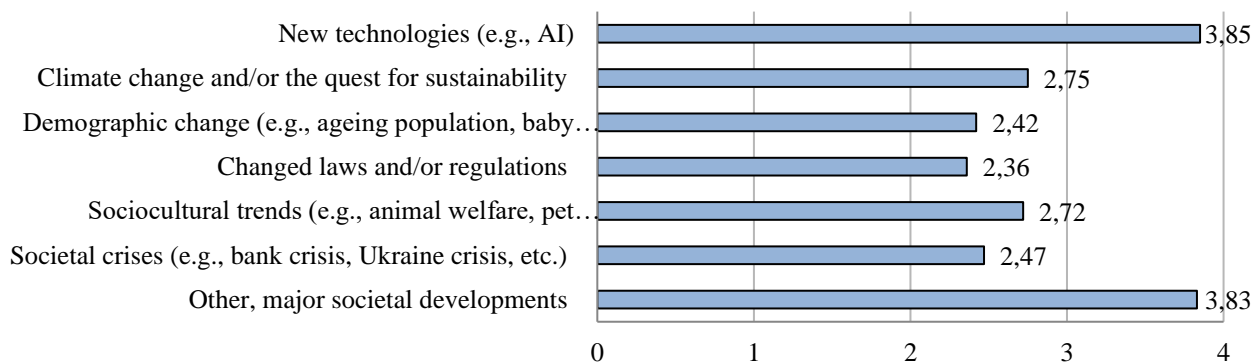 New technologies (e.g., AI) 3,85
Climate change and/or the quest for sustainability 2,75
Demographic change (e.g., ageing population, baby… 2,42
Changed laws and/or regulations 2,36
Sociocultural trends (e.g., animal welfare, pet… 2,72
Societal crises (e.g., bank crisis, Ukraine crisis, etc.) 2,47
Other, major societal developments 3,83
0 1 2 3 4